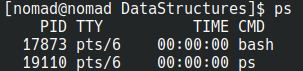 [nomad@nomad DataStructures]$ ps
PID TTY TIME CMD
17873 pts/6 00:00:00 bash
19110 pts/6 00:00:00 ps